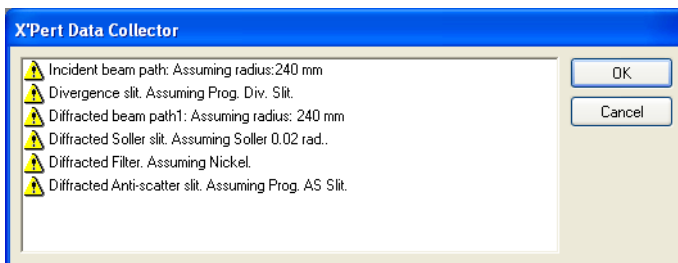 X'Pert Data Collector
Incident beam path: Assuming radius:240 mm
Divergence slit. Assuming Prog. Div. Slit.
Diffracted beam path1: Assuming radius: 240 mm
Diffracted Soller slit. Assuming Soller 0.02 rad..
Diffracted Filter. Assuming Nickel.
Diffracted Anti-scatter slit. Assuming Prog. AS Slit.
OK
Cancel